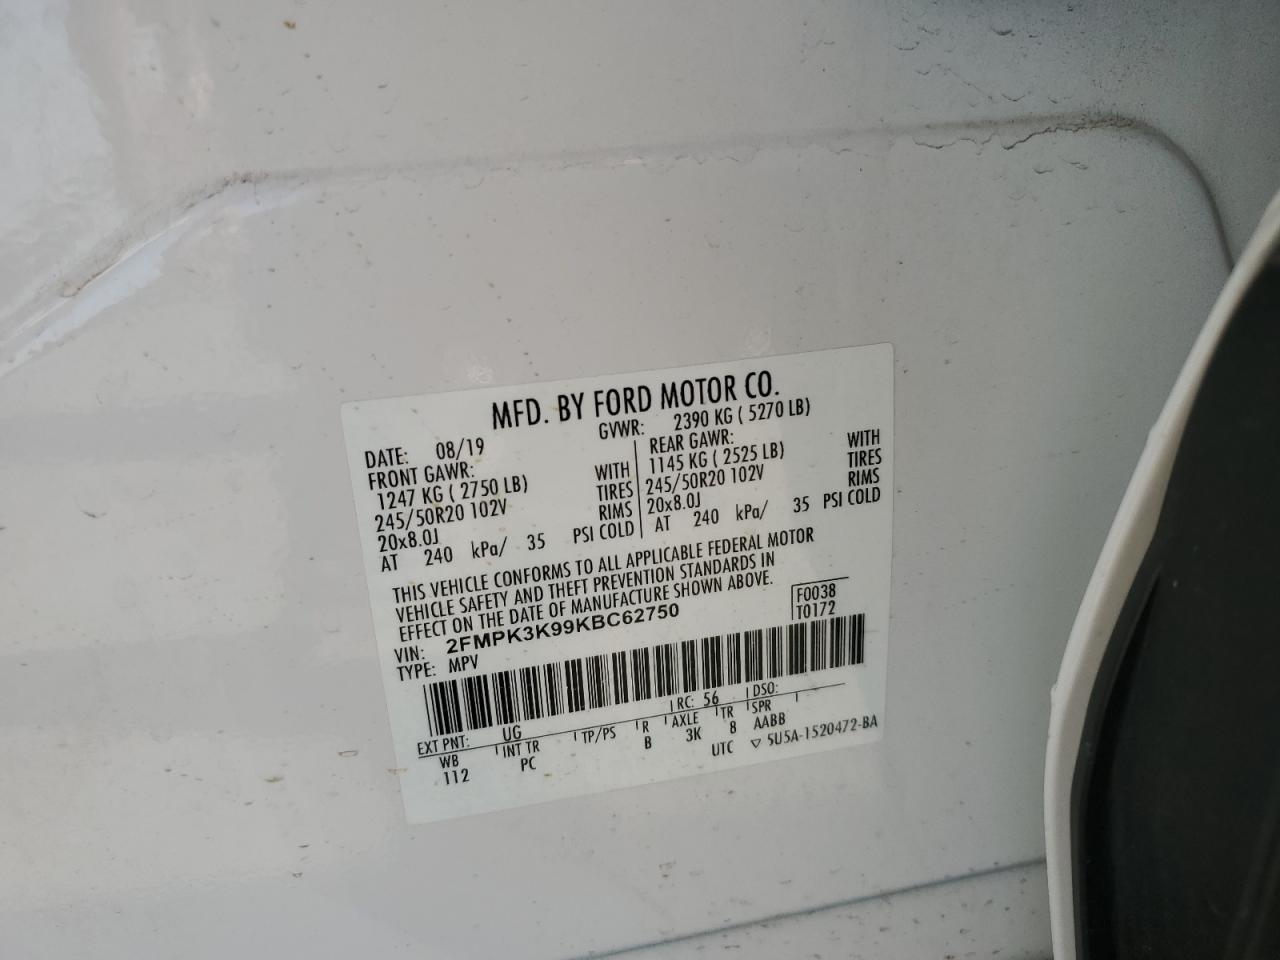 MFD. BY FORD MOTOR CO.
DATE: 08/19 GVWR: 2390 KG ( 5270 LB)
FRONT GAWR: REAR GAWR:
1247 KG ( 2750 LB) WITH 1145 KG ( 2525 LB) WITH
245/50R20 102V TIRES 245/50R20 102V TIRES
20x8.0J RIMS 20x8.0J RIMS
AT 240 kPa/ 35 PSI COLD AT 240 kPa/ 35 PSI COLD
THIS VEHICLE CONFORMS TO ALL APPLICABLE FEDERAL MOTOR
VEHICLE SAFETY AND THEFT PREVENTION STANDARDS IN
EFFECT ON THE DATE OF MANUFACTURE SHOWN ABOVE.
VIN: 2FMPK3K99KBC62750 F0038
TYPE: MPV T0172
EXT PNT: UG RC: 56 DSO:
WB INT TR TP/PS R AXLE TR SPR
112 PC B 3K 8 AABB
UTC ▽ 5U5A-1520472-BA